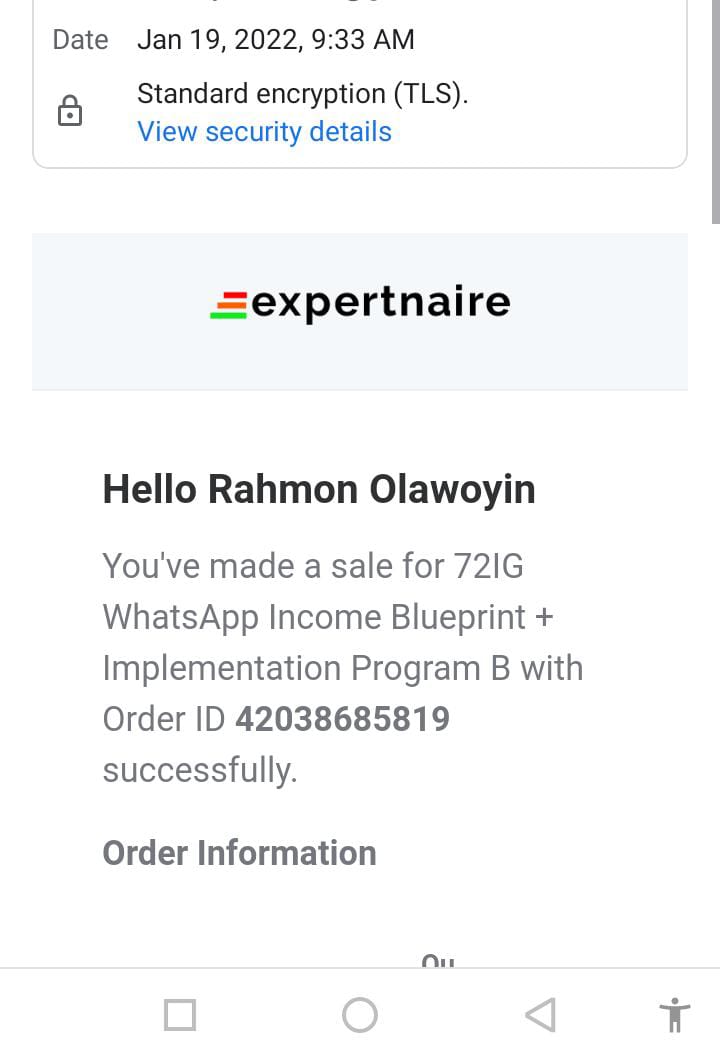 Date Jan 19, 2022, 9:33 AM
Standard encryption (TLS).
View security details
expertnaire
Hello Rahmon Olawoyin
You've made a sale for 72IG
WhatsApp Income Blueprint +
Implementation Program B with
Order ID 42038685819
successfully.
Order Information